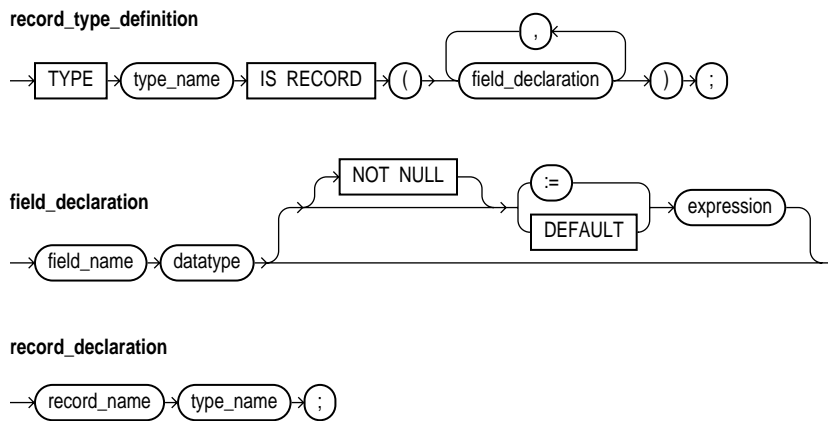 record_type_definition
,
TYPE type_name IS RECORD ( field_declaration ) ;
NOT NULL :=
field_declaration expression
DEFAULT
field_name datatype
record_declaration
record_name type_name ;